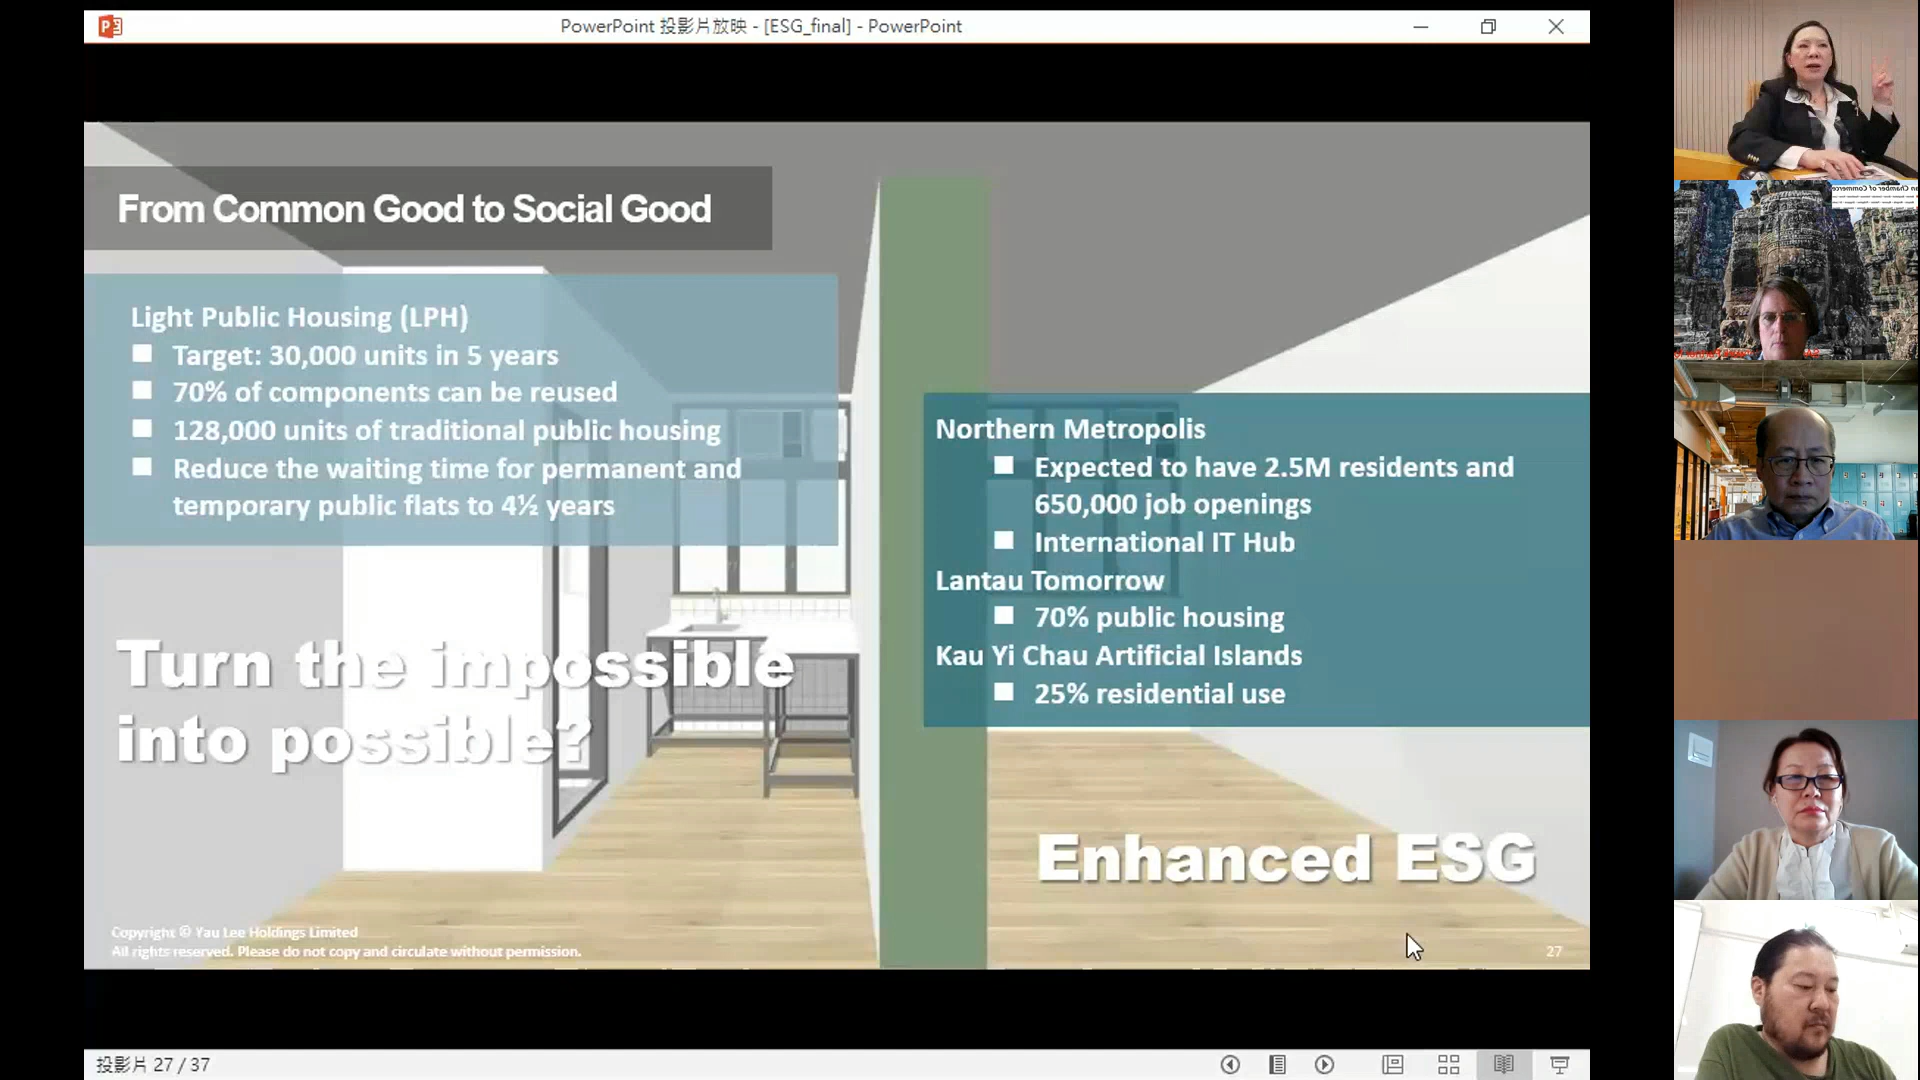 PowerPoint 投影片放映 - [ESG_final] - PowerPoint
From Common Good to Social Good
Light Public Housing (LPH)
Target: 30,000 units in 5 years
70% of components can be reused
128,000 units of traditional public housing
Reduce the waiting time for permanent and
temporary public flats to 4½ years
Turn the impossible
into possible?
Northern Metropolis
Expected to have 2.5M residents and
650,000 job openings
International IT Hub
Lantau Tomorrow
70% public housing
Kau Yi Chau Artificial Islands
25% residential use
Enhanced ESG
Copyright © Yau Lee Holdings Limited
All rights reserved. Please do not copy and circulate without permission.
27
投影片 27 / 37
an Chamber of Commerce